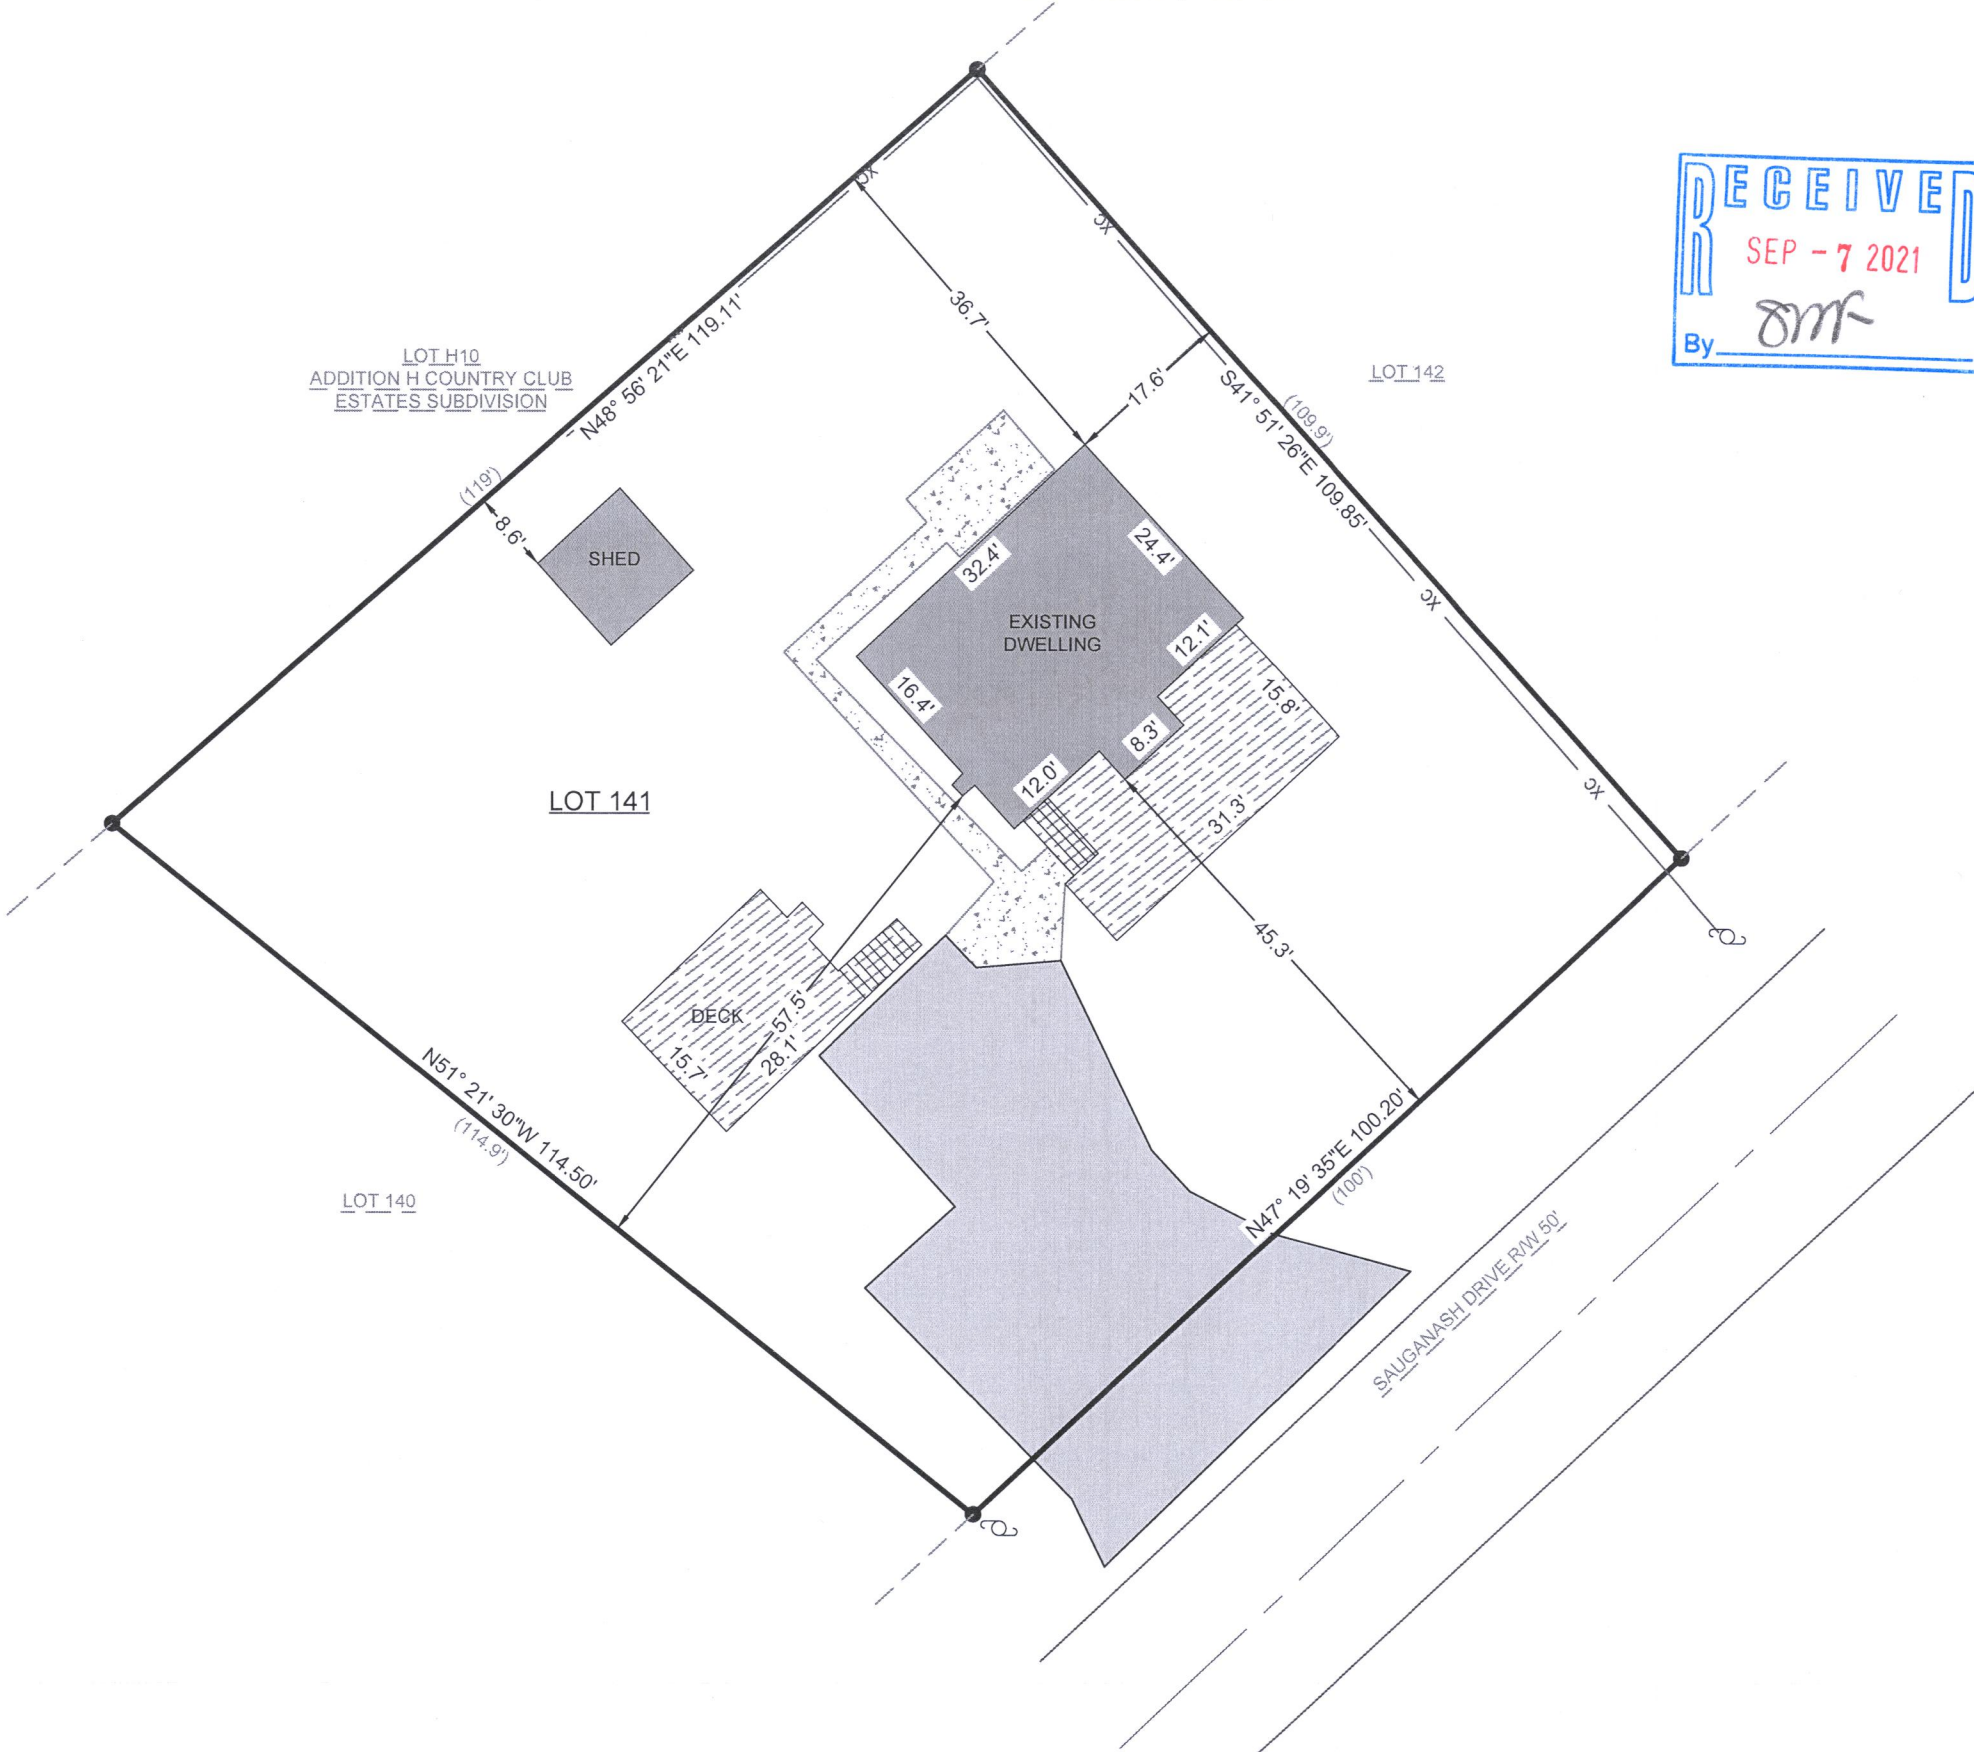 RECEIVED
SEP - 7 2021
By
LOT H10
ADDITION H COUNTRY CLUB
ESTATES SUBDIVISION
N48° 56' 21"E 119.11'
(119')
8.6'
SHED
36.7'
17.6'
LOT 142
S41° 51' 26"E 109.85'
(109.9')
32.4'
24.4'
EXISTING
DWELLING
12.1'
16.4'
15.8'
8.3'
12.0'
31.3'
LOT 141
45.3'
DECK
57.5'
28.1'
15.7'
N51° 21' 30"W 114.50'
(114.9')
LOT 140
N47° 19' 35"E 100.20'
(100')
SAUGANASH DRIVE R/W 50'